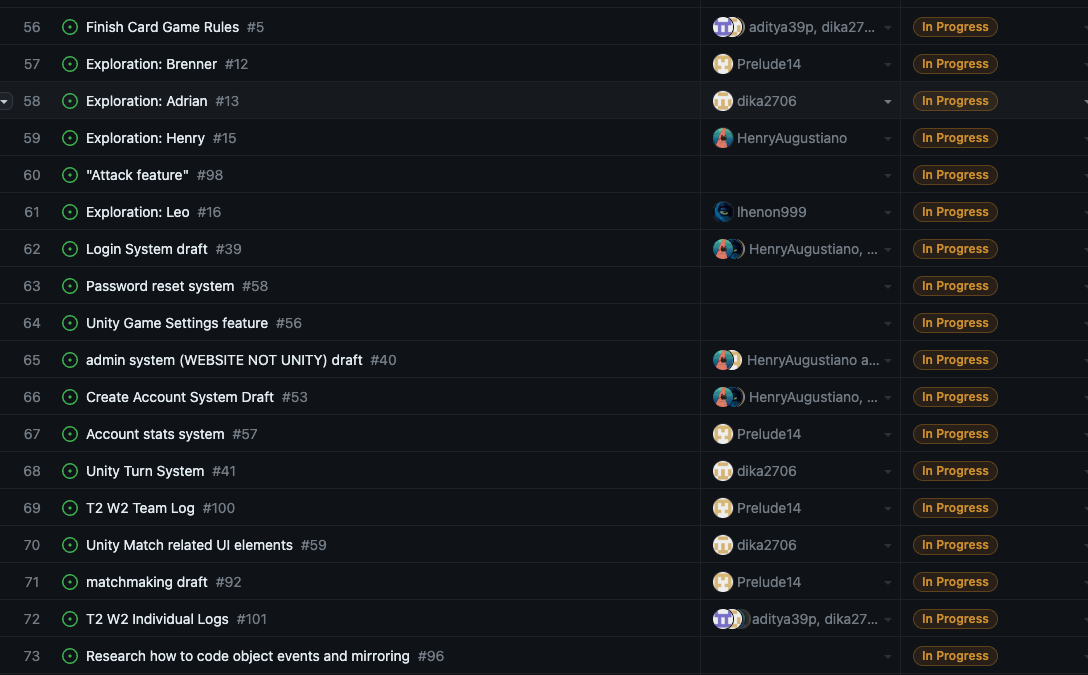 56 Finish Card Game Rules #5 aditya39p, dika27... In Progress
57 Exploration: Brenner #12 Prelude14 In Progress
58 Exploration: Adrian #13 dika2706 In Progress
59 Exploration: Henry #15 HenryAugustiano In Progress
60 "Attack feature" #98 In Progress
61 Exploration: Leo #16 lhenon999 In Progress
62 Login System draft #39 HenryAugustiano, ... In Progress
63 Password reset system #58 In Progress
64 Unity Game Settings feature #56 In Progress
65 admin system (WEBSITE NOT UNITY) draft #40 HenryAugustiano a... In Progress
66 Create Account System Draft #53 HenryAugustiano, ... In Progress
67 Account stats system #57 Prelude14 In Progress
68 Unity Turn System #41 dika2706 In Progress
69 T2 W2 Team Log #100 Prelude14 In Progress
70 Unity Match related UI elements #59 dika2706 In Progress
71 matchmaking draft #92 Prelude14 In Progress
72 T2 W2 Individual Logs #101 aditya39p, dika27... In Progress
73 Research how to code object events and mirroring #96 In Progress